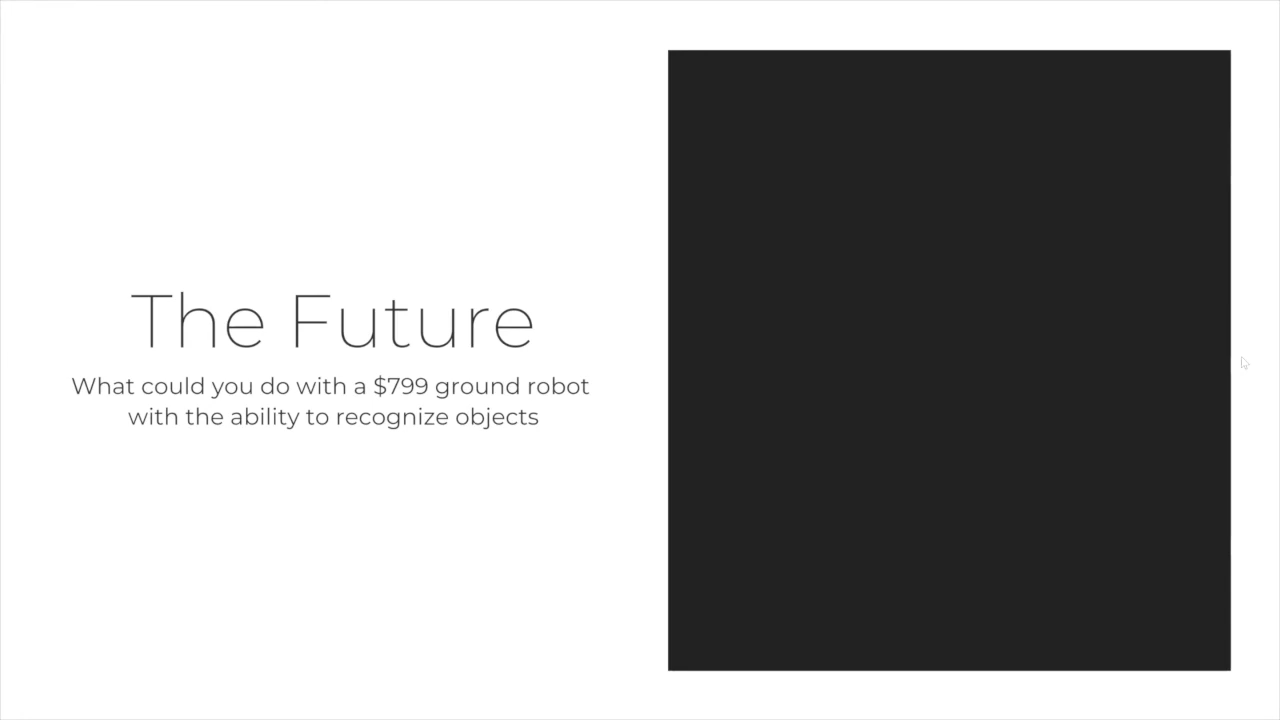 The Future
What could you do with a $799 ground robot
with the ability to recognize objects